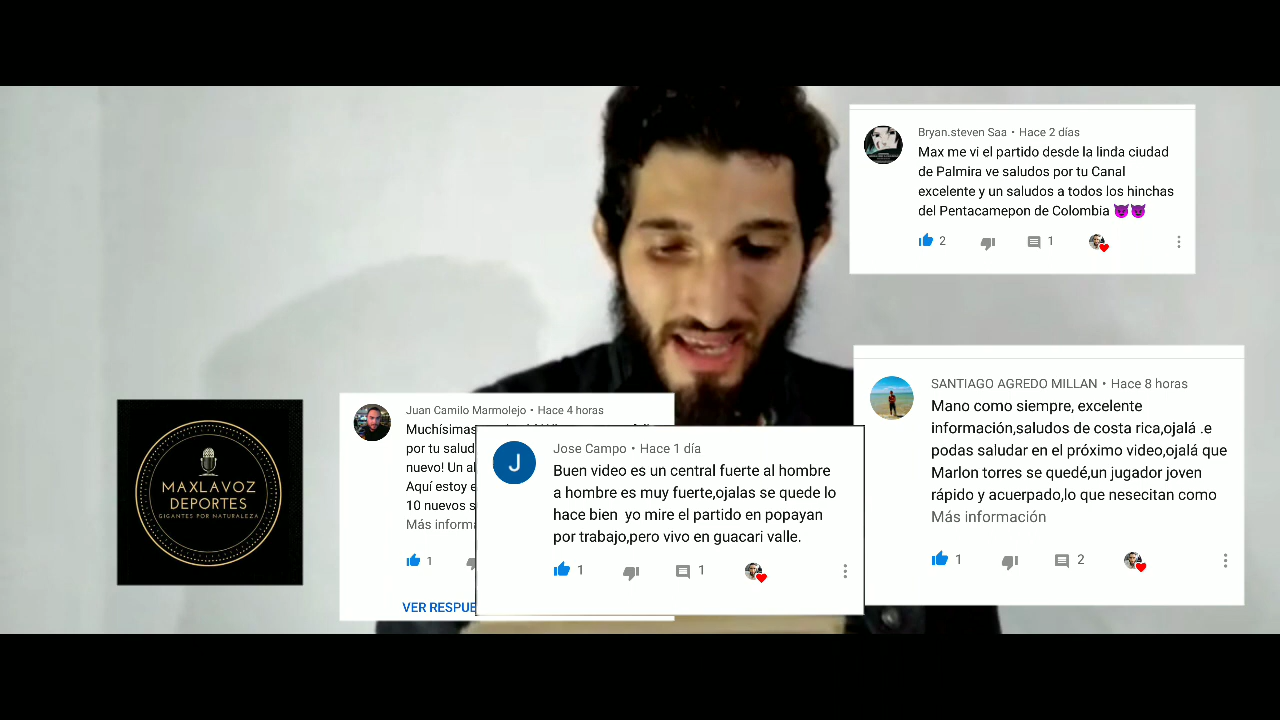 Bryan.steven Saa • Hace 2 días
Max me vi el partido desde la linda ciudad
de Palmira ve saludos por tu Canal
excelente y un saludos a todos los hinchas
del Pentacamepon de Colombia 😈😈
2 1
SANTIAGO AGREDO MILLAN • Hace 8 horas
Mano como siempre, excelente
información,saludos de costa rica,ojalá .e
podas saludar en el próximo video,ojalá que
Marlon torres se quedé,un jugador joven
rápido y acuerpado,lo que nesecitan como
Más información
1 2
Juan Camilo Marmolejo • Hace 4 horas
Muchísimas
por tu salud
nuevo! Un al
Aquí estoy e
10 nuevos s
Más inform
1
VER RESPUE
J
Jose Campo • Hace 1 día
Buen video es un central fuerte al hombre
a hombre es muy fuerte,ojalas se quede lo
hace bien yo mire el partido en popayan
por trabajo,pero vivo en guacari valle.
1 1
MAXLAVOZ
DEPORTES
GIGANTES POR NATURALEZA